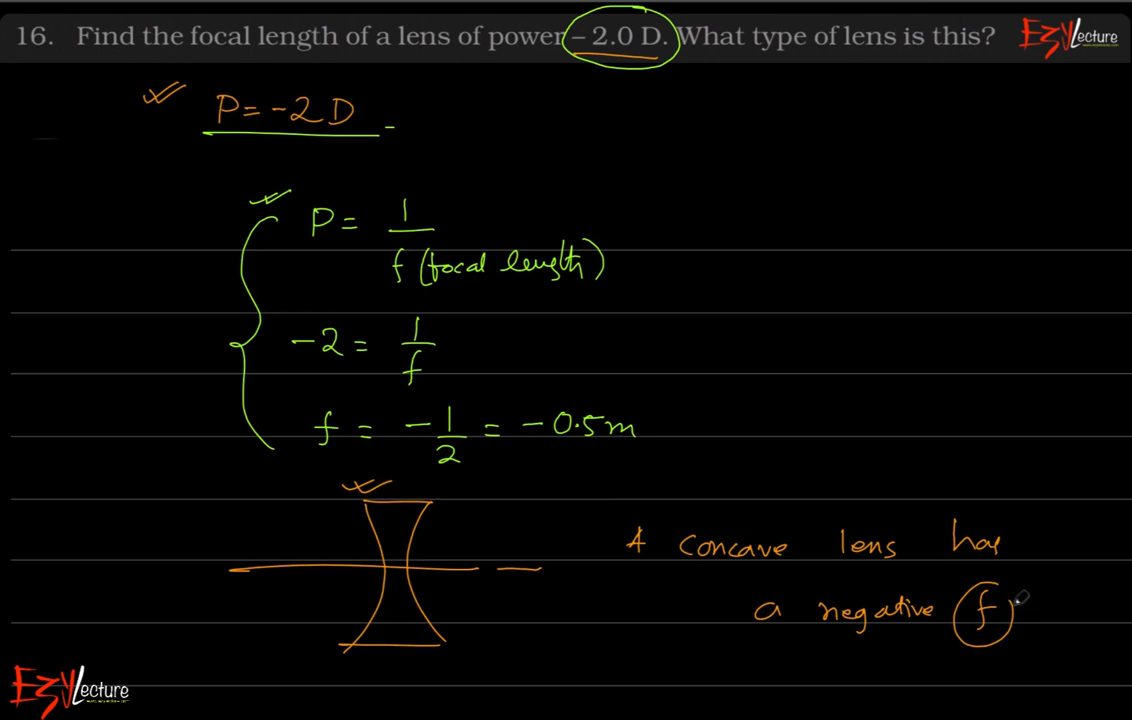 16. Find the focal length of a lens of power – 2.0 D. What type of lens is this?
EzyLecture
P = -2 D
P = 1/f (focal length)
-2 = 1/f
f = -1/2 = -0.5m
A concave lens has
a negative f
EzyLecture